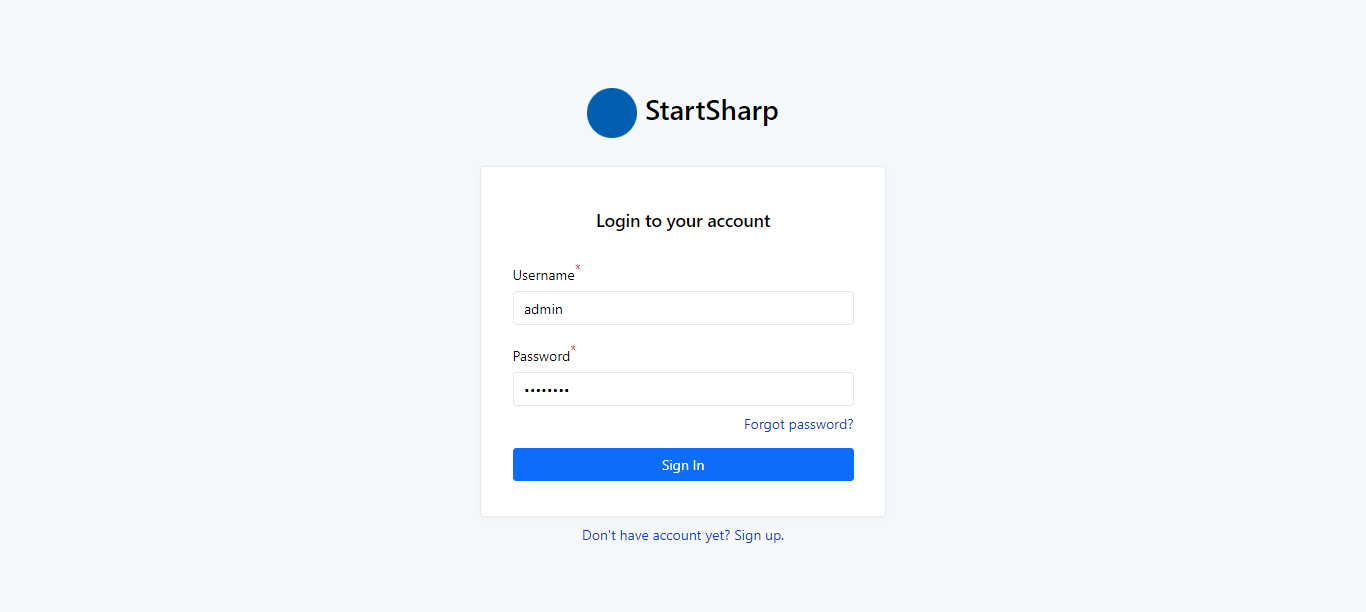 StartSharp
Login to your account
Username*
admin
Password*
••••••••
Forgot password?
Sign In
Don't have account yet? Sign up.